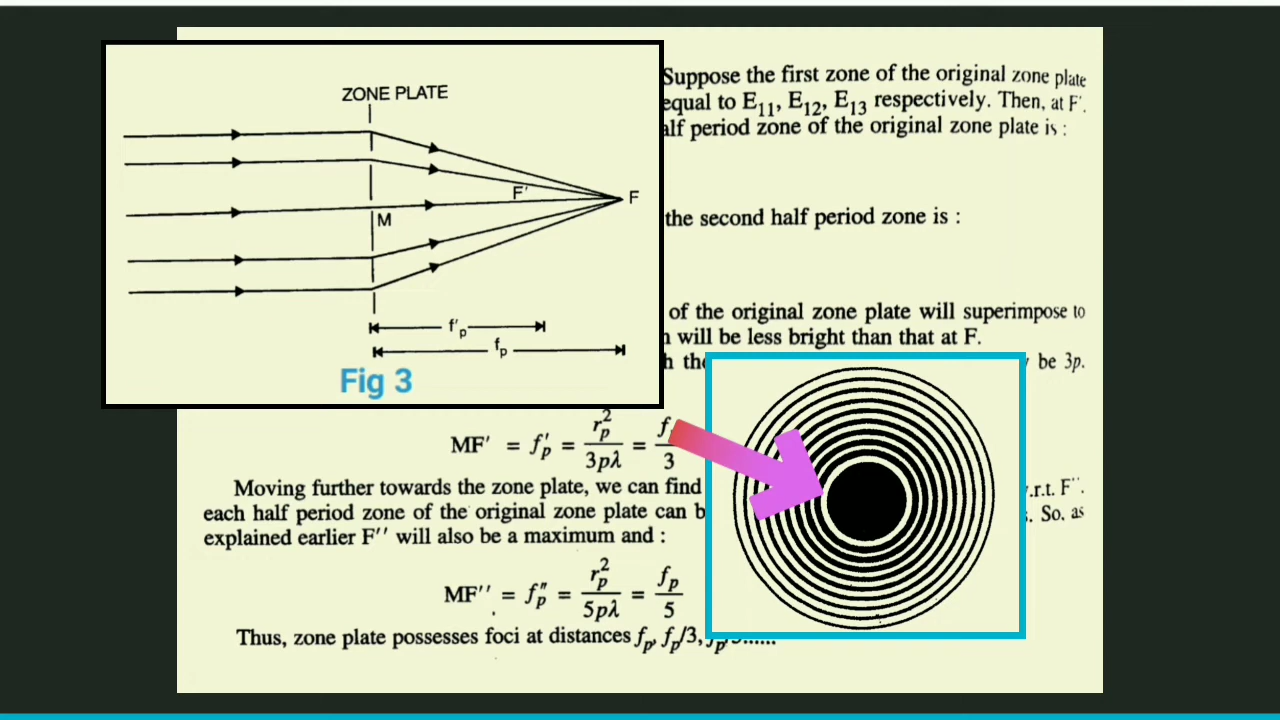 ZONE PLATE
F'
F
M
f'p
fp
Fig 3
Suppose the first zone of the original zone plate
equal to E11, E12, E13 respectively. Then, at F'.
half period zone of the original zone plate is :
the second half period zone is :
of the original zone plate will superimpose to
will be less bright than that at F.
be 3p.
MF' = f'p = r²p / 3pλ = f / 3
Moving further towards the zone plate, we can find
.r.t. F''.
each half period zone of the original zone plate can b
So, as
explained earlier F'' will also be a maximum and :
MF'' = f''p = r²p / 5pλ = fp / 5
Thus, zone plate possesses foci at distances fp, fp/3,